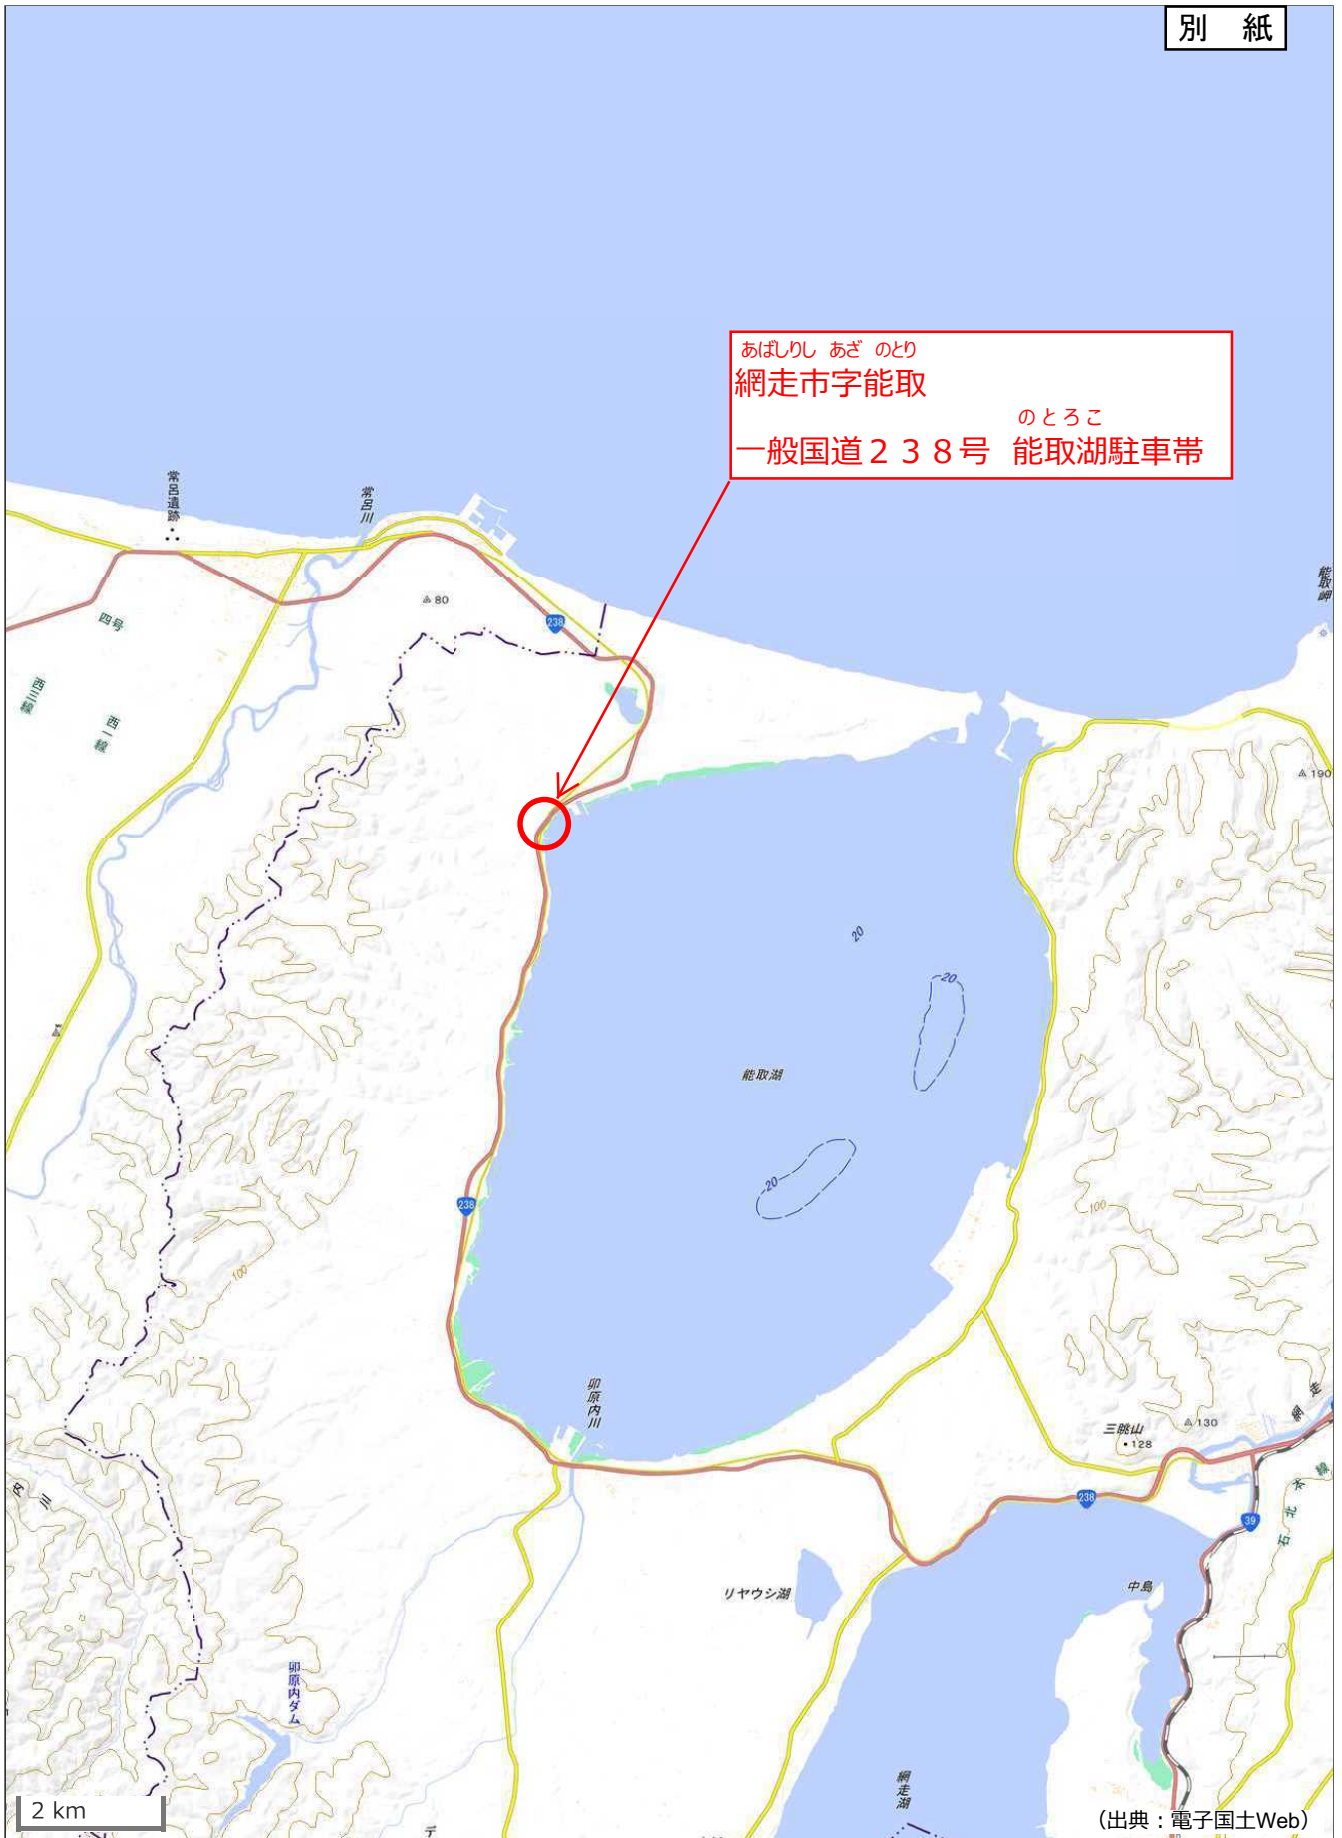 別 紙
あばしりし あざ のとり
網走市字能取
のとろこ
一般国道２３８号 能取湖駐車帯
常呂遺跡
常呂川
能取岬
80
238
四号
西三線
西一線
190
20
20
能取湖
20
238
100
100
卯原内川
三眺山
128
130
網走
238
39
石北本線
内川
リヤウシ湖
中島
卯原内ダム
網走湖
2 km
デ
（出典：電子国土Web）